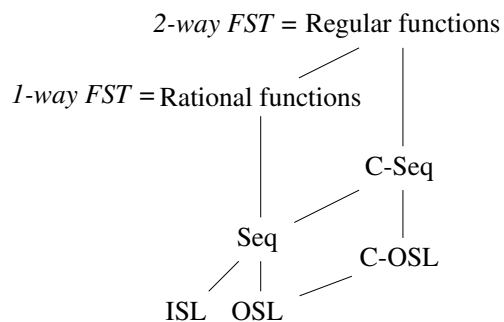 2-way FST = Regular functions
1-way FST = Rational functions
C-Seq
Seq
C-OSL
ISL OSL